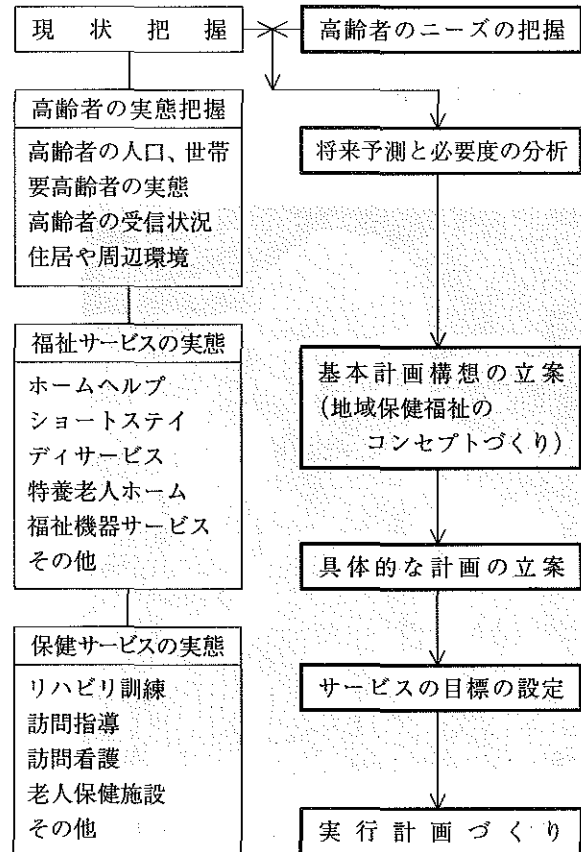 現状把握
高齢者のニーズの把握
高齢者の実態把握
高齢者の人口、世帯
要高齢者の実態
高齢者の受信状況
住居や周辺環境
福祉サービスの実態
ホームヘルプ
ショートステイ
ディサービス
特養老人ホーム
福祉機器サービス
その他
保健サービスの実態
リハビリ訓練
訪問指導
訪問看護
老人保健施設
その他
将来予測と必要度の分析
基本計画構想の立案
(地域保健福祉の
コンセプトづくり)
具体的な計画の立案
サービスの目標の設定
実行計画づくり